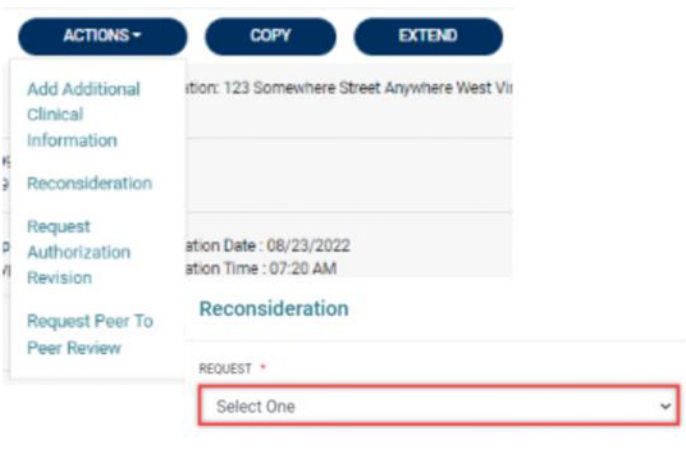 ACTIONS COPY EXTEND
Add Additional
Clinical
Information
Reconsideration
Request
Authorization
Revision
Request Peer To
Peer Review
ation: 123 Somewhere Street Anywhere West Vi
ation Date : 08/23/2022
ation Time : 07:20 AM
Reconsideration
REQUEST *
Select One